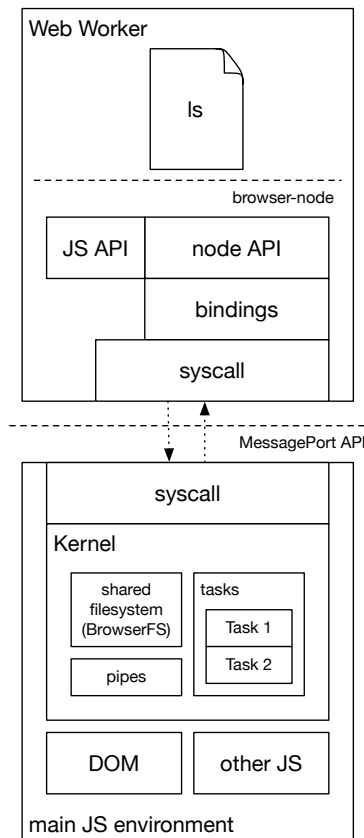 Web Worker
ls
browser-node
JS API
node API
bindings
syscall
MessagePort API
syscall
Kernel
shared
filesystem
(BrowserFS)
pipes
tasks
Task 1
Task 2
DOM
other JS
main JS environment